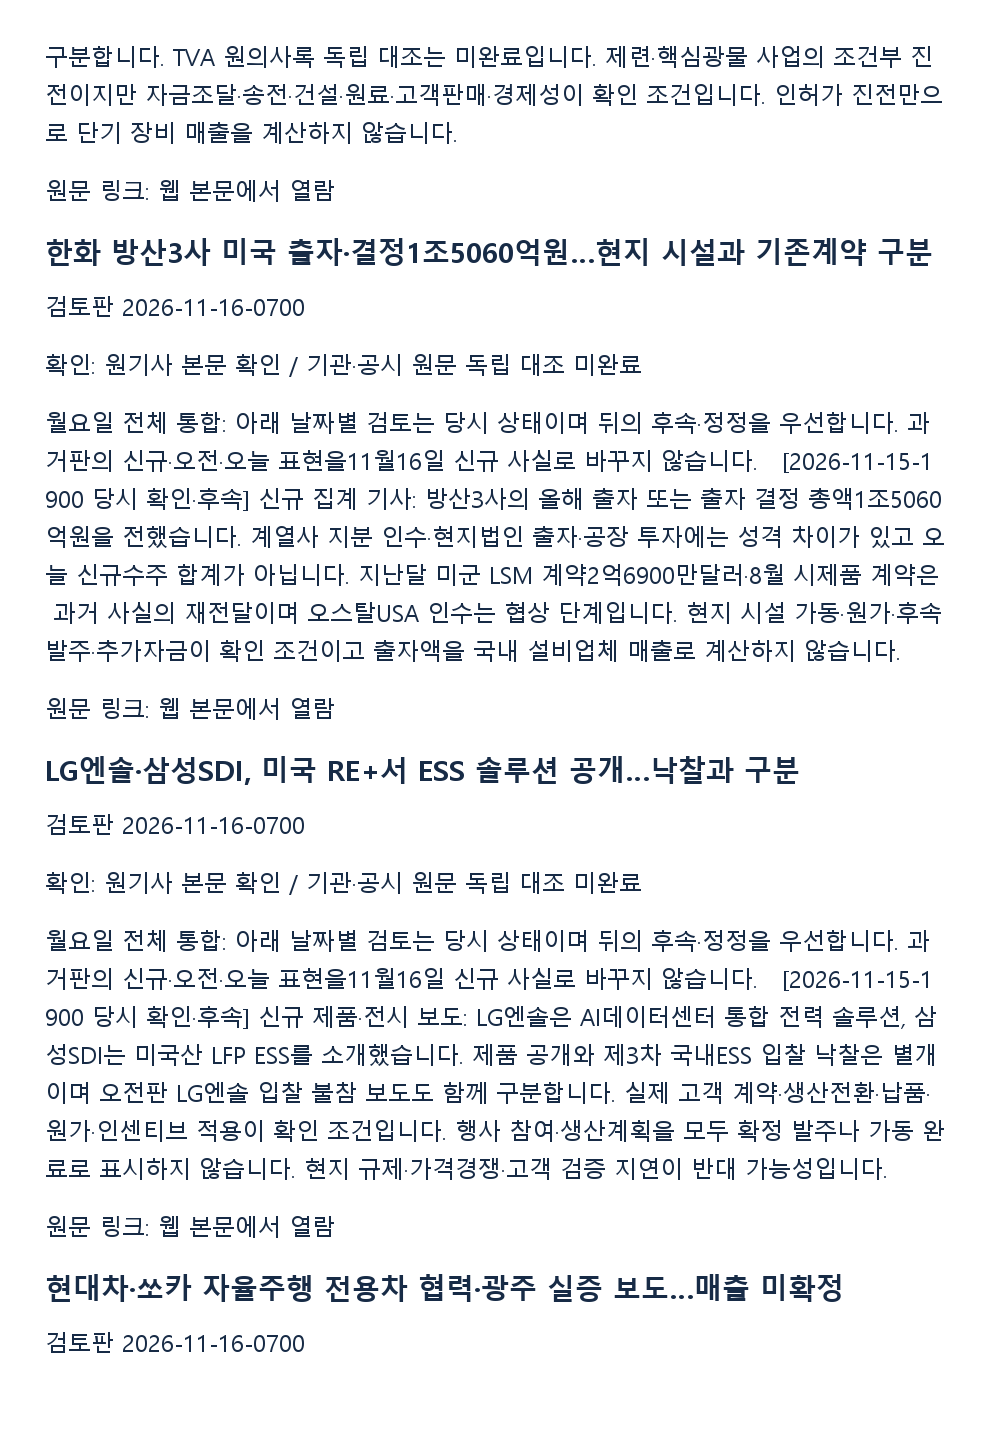 구분합니다. TVA 원의사록 독립 대조는 미완료입니다. 제련·핵심광물 사업의 조건부 진
전이지만 자금조달·송전·건설·원료·고객판매·경제성이 확인 조건입니다. 인허가 진전만으
로 단기 장비 매출을 계산하지 않습니다.
원문 링크: 웹 본문에서 열람
한화 방산3사 미국 출자·결정1조5060억원…현지 시설과 기존계약 구분
검토판 2026-11-16-0700
확인: 원기사 본문 확인 / 기관·공시 원문 독립 대조 미완료
월요일 전체 통합: 아래 날짜별 검토는 당시 상태이며 뒤의 후속·정정을 우선합니다. 과
거판의 신규·오전·오늘 표현을11월16일 신규 사실로 바꾸지 않습니다. [2026-11-15-1
900 당시 확인·후속] 신규 집계 기사: 방산3사의 올해 출자 또는 출자 결정 총액1조5060
억원을 전했습니다. 계열사 지분 인수·현지법인 출자·공장 투자에는 성격 차이가 있고 오
늘 신규수주 합계가 아닙니다. 지난달 미군 LSM 계약2억6900만달러·8월 시제품 계약은
과거 사실의 재전달이며 오스탈USA 인수는 협상 단계입니다. 현지 시설 가동·원가·후속
발주·추가자금이 확인 조건이고 출자액을 국내 설비업체 매출로 계산하지 않습니다.
원문 링크: 웹 본문에서 열람
LG엔솔·삼성SDI, 미국 RE+서 ESS 솔루션 공개…낙찰과 구분
검토판 2026-11-16-0700
확인: 원기사 본문 확인 / 기관·공시 원문 독립 대조 미완료
월요일 전체 통합: 아래 날짜별 검토는 당시 상태이며 뒤의 후속·정정을 우선합니다. 과
거판의 신규·오전·오늘 표현을11월16일 신규 사실로 바꾸지 않습니다. [2026-11-15-1
900 당시 확인·후속] 신규 제품·전시 보도: LG엔솔은 AI데이터센터 통합 전력 솔루션, 삼
성SDI는 미국산 LFP ESS를 소개했습니다. 제품 공개와 제3차 국내ESS 입찰 낙찰은 별개
이며 오전판 LG엔솔 입찰 불참 보도도 함께 구분합니다. 실제 고객 계약·생산전환·납품·
원가·인센티브 적용이 확인 조건입니다. 행사 참여·생산계획을 모두 확정 발주나 가동 완
료로 표시하지 않습니다. 현지 규제·가격경쟁·고객 검증 지연이 반대 가능성입니다.
원문 링크: 웹 본문에서 열람
현대차·쏘카 자율주행 전용차 협력·광주 실증 보도…매출 미확정
검토판 2026-11-16-0700